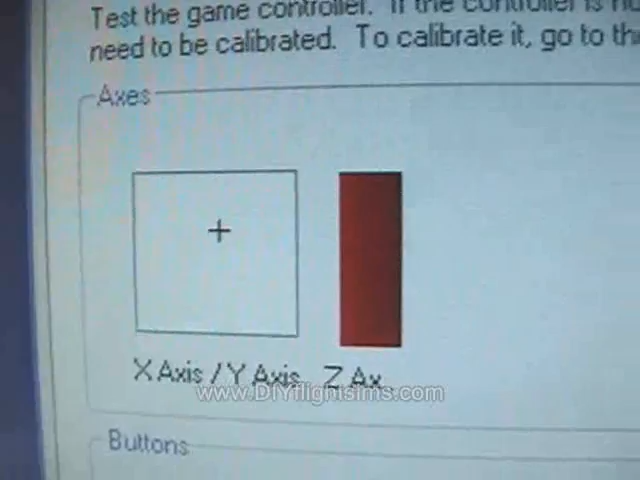 Test the game controller. If the controller is
need to be calibrated. To calibrate it, go to the
Axes
X Axis / Y Axis Z Ax
www.DIYflightsims.com
Buttons